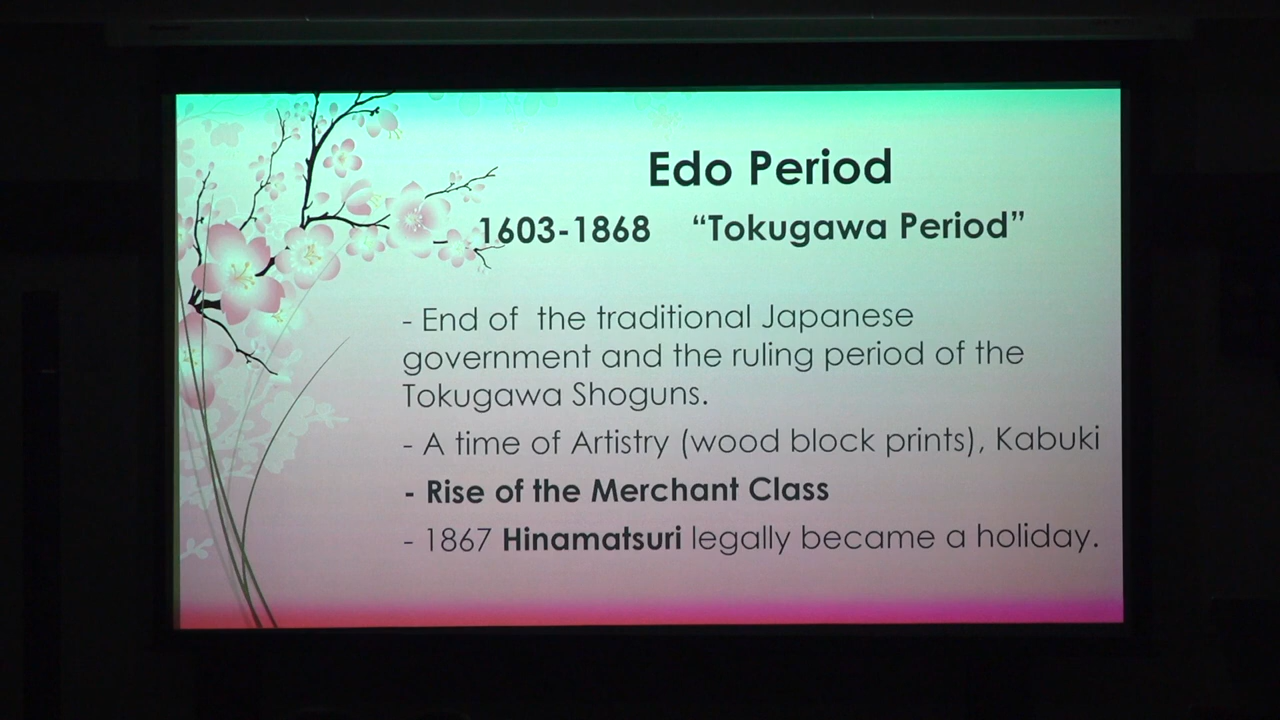 Edo Period
- 1603-1868 “Tokugawa Period”
- End of the traditional Japanese
government and the ruling period of the
Tokugawa Shoguns.
- A time of Artistry (wood block prints), Kabuki
- Rise of the Merchant Class
- 1867 Hinamatsuri legally became a holiday.